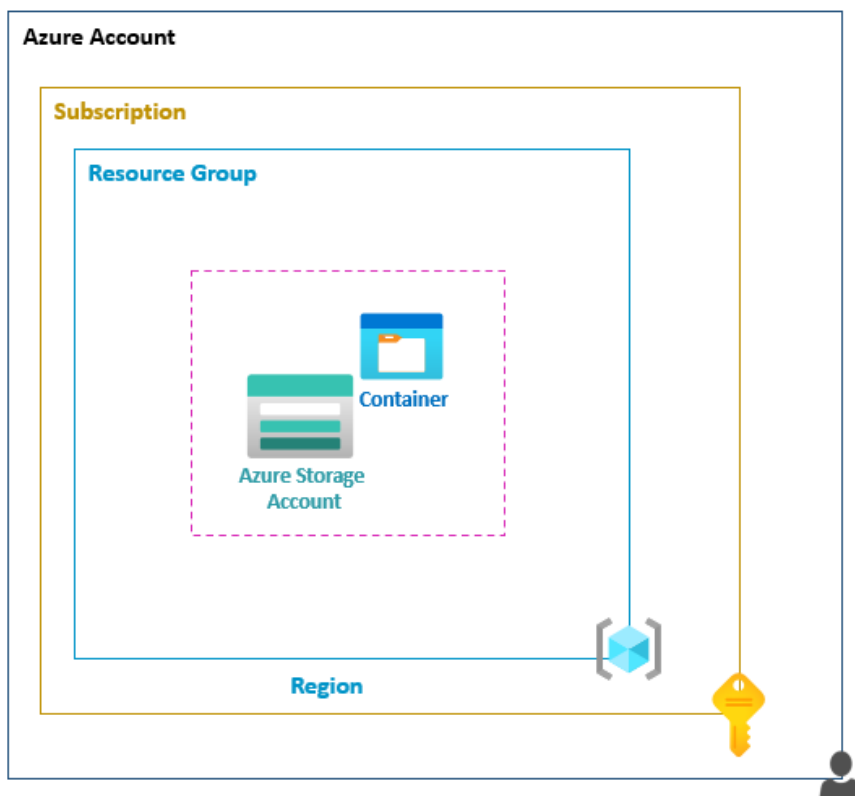 Azure Account
Subscription
Resource Group
Container
Azure Storage
Account
Region